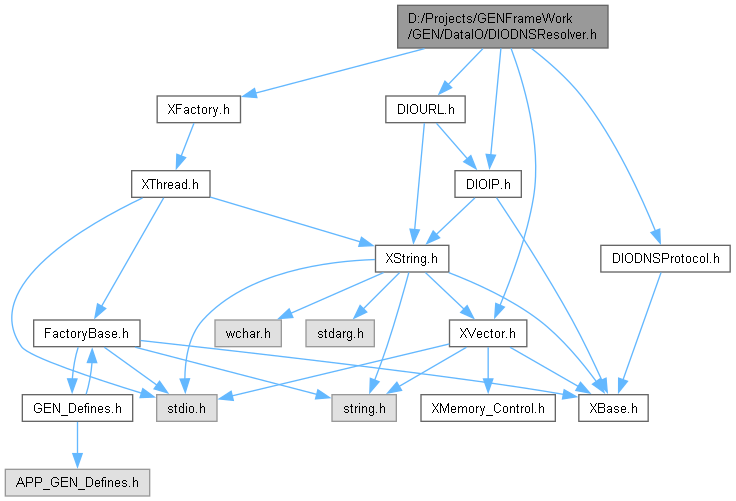 D:/Projects/GENFrameWork
/GEN/DataIO/DIODNSResolver.h
XFactory.h
DIOURL.h
XThread.h
DIOIP.h
XString.h
DIODNSProtocol.h
FactoryBase.h
wchar.h
stdarg.h
XVector.h
GEN_Defines.h
stdio.h
string.h
XMemory_Control.h
XBase.h
APP_GEN_Defines.h